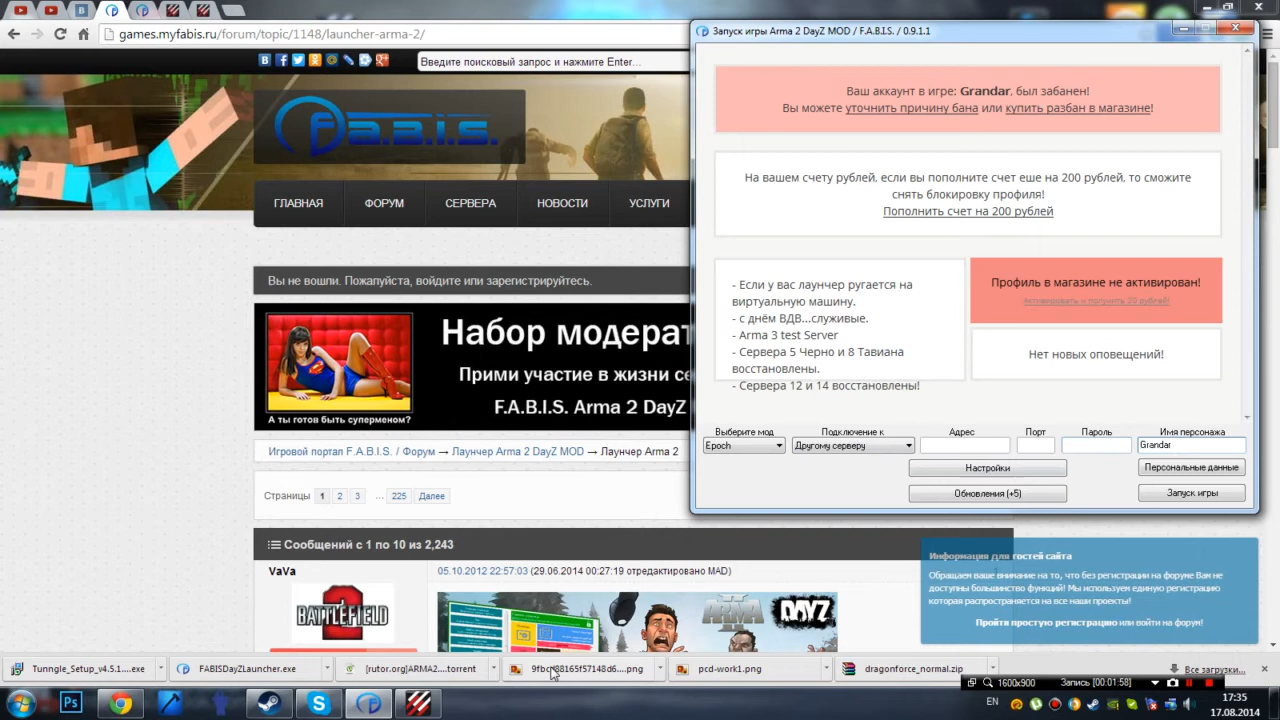 games.myfabis.ru/forum/topic/1148/launcher-arma-2/
Введите поисковый запрос и нажмите Enter...
Fa.b.i.s.
ГЛАВНАЯ
ФОРУМ
СЕРВЕРА
НОВОСТИ
УСЛУГИ
Вы не вошли. Пожалуйста, войдите или зарегистрируйтесь.
Набор модерат
Прими участие в жизни се
F.A.B.I.S. Arma 2 DayZ
А ты готов быть суперменом?
Игровой портал F.A.B.I.S. / Форум → Лаунчер Arma 2 DayZ MOD → Лаунчер Arma 2
Страницы 1 2 3 ... 225 Далее
Сообщений с 1 по 10 из 2,243
VaVa
05.10.2012 22:57:03 (29.06.2014 00:27:19 отредактировано MAD)
BATTLEFIELD
2
ARMA
DAYZ
Запуск игры Arma 2 DayZ MOD / F.A.B.I.S. / 0.9.1.1
Ваш аккаунт в игре: Grandar, был забанен!
Вы можете уточнить причину бана или купить разбан в магазине!
На вашем счету рублей, если вы пополните счет еще на 200 рублей, то сможите
снять блокировку профиля!
Пополнить счет на 200 рублей
- Если у вас лаунчер ругается на
виртуальную машину.
- с днём ВДВ...служивые.
- Arma 3 test Server
- Сервера 5 Черно и 8 Тавиана
восстановлены.
- Сервера 12 и 14 восстановлены!
Профиль в магазине не активирован!
Активировать и получить 20 рублей!
Нет новых оповещений!
Выберите мод
Подключение к
Адрес
Порт
Пароль
Имя персонажа
Epoch
Другому серверу
Grandar
Настройки
Персональные данные
Обновления (+5)
Запуск игры
Информация для гостей сайта
Обращаем ваше внимание на то, что без регистрации на форуме Вам не
доступны большинство функций! Мы используем единую регистрацию
которая распространяется на все наши проекты!
Пройти простую регистрацию или войти на форум!
Tunngle_Setup_v4.5.1....exe
FABISDayZLauncher.exe
[rutor.org]ARMA2....torrent
pcd-work1.png
dragonforce_normal.zip
Все загрузки...
1600x900
Запись [00:01:58]
EN
17:35
17.08.2014